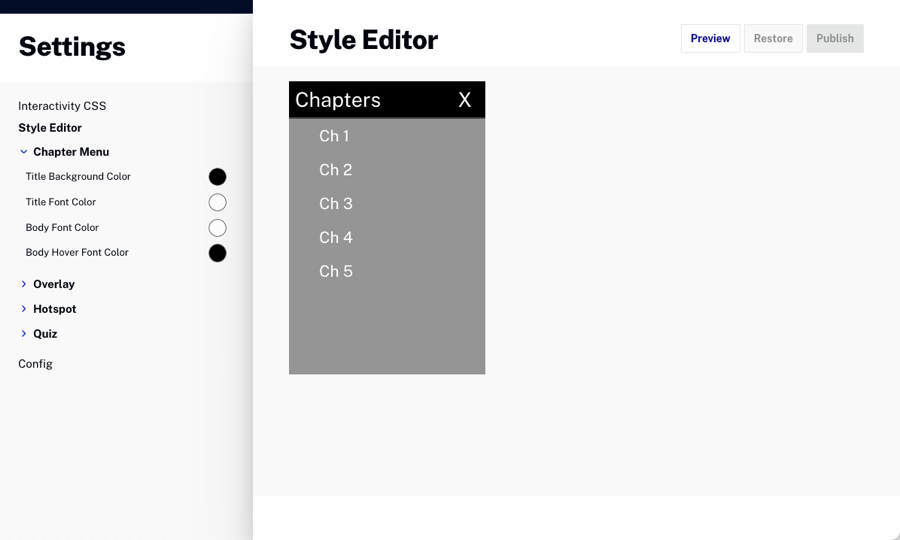 Settings
Interactivity CSS
Style Editor
Chapter Menu
Title Background Color
Title Font Color
Body Font Color
Body Hover Font Color
Overlay
Hotspot
Quiz
Config
Style Editor
Preview
Restore
Publish
Chapters X
Ch 1
Ch 2
Ch 3
Ch 4
Ch 5